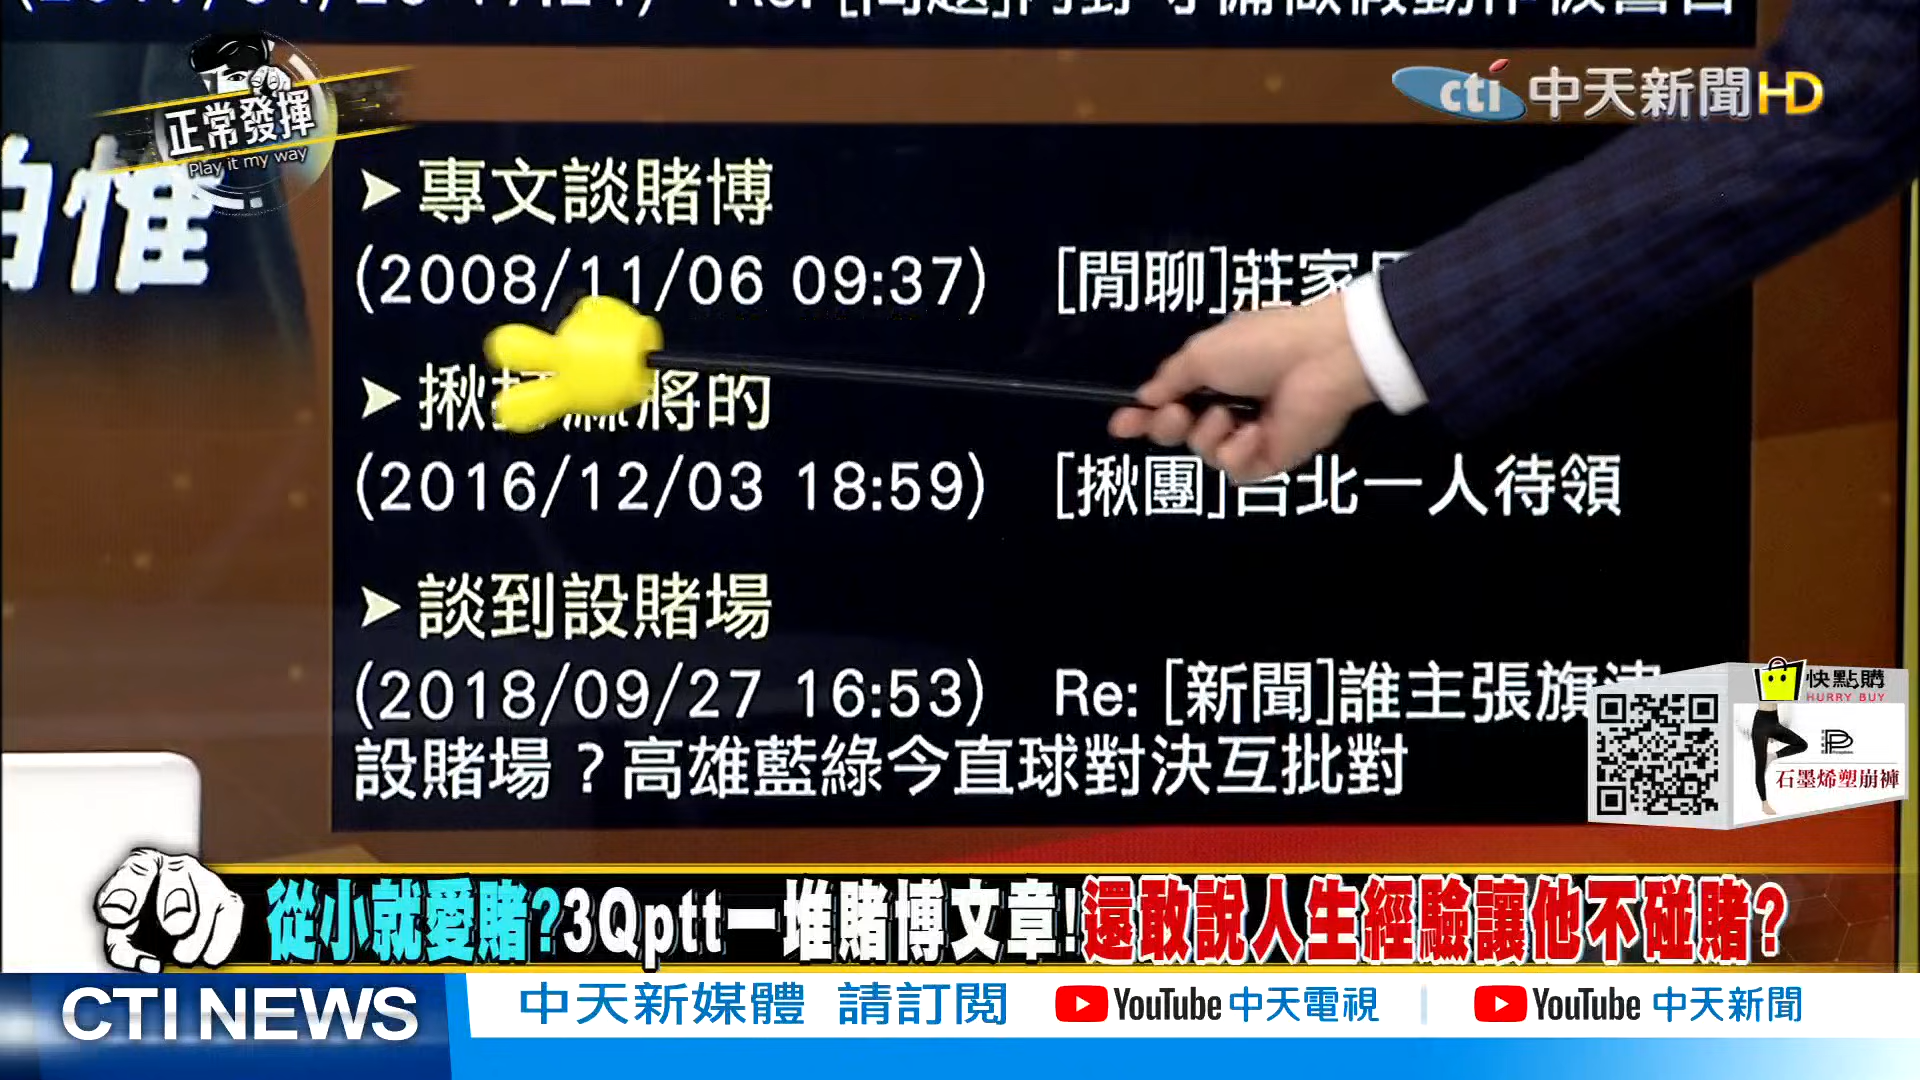 正常發揮
Play it my way
cti 中天新聞HD
柏惟
➤專文談賭博
(2008/11/06 09:37) [閒聊]莊家
➤揪打麻將的
(2016/12/03 18:59) [揪團]台北一人待領
➤談到設賭場
(2018/09/27 16:53) Re: [新聞]誰主張旗津
設賭場？高雄藍綠今直球對決互批對
快點購
HURRY BUY
石墨烯塑崩褲
從小就愛賭?3Qptt一堆賭博文章!還敢說人生經驗讓他不碰賭?
CTI NEWS
中天新媒體 請訂閱 YouTube 中天電視 | YouTube 中天新聞